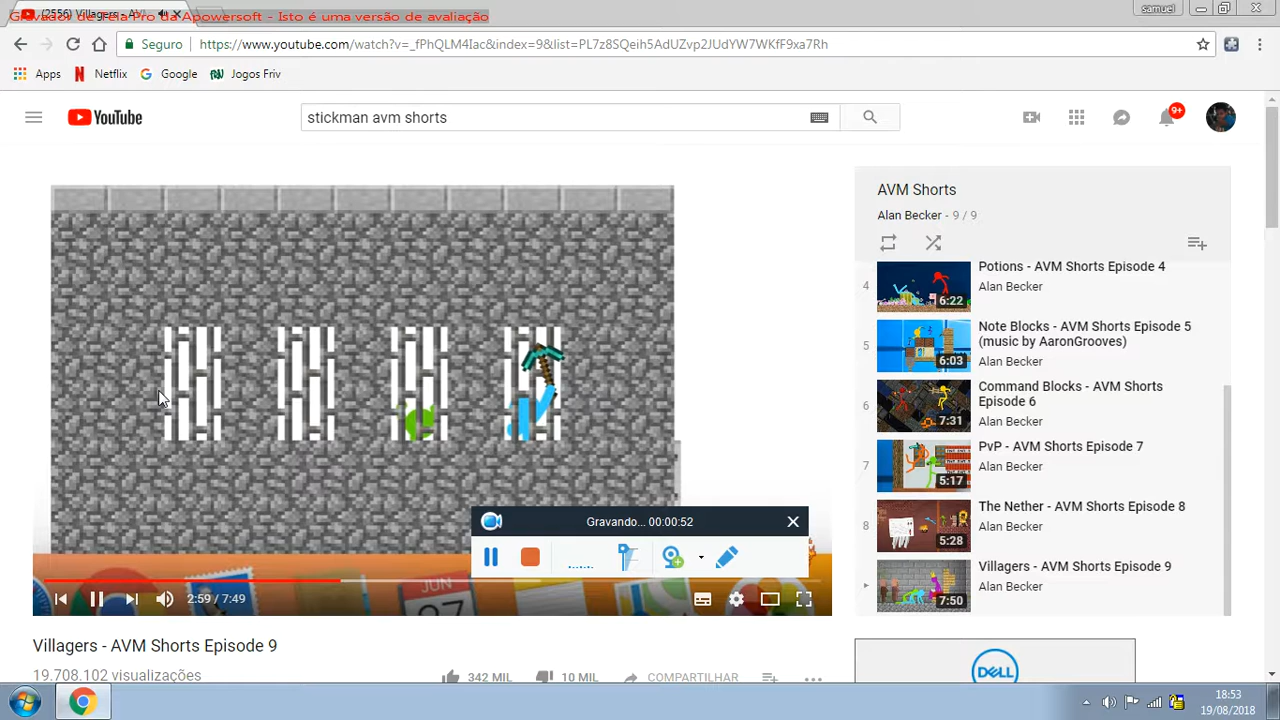 (2556) Villagers - AV
Gravador de Tela Pro da Apowersoft - Isto é uma versão de avaliação
samuel
Seguro https://www.youtube.com/watch?v=_fPhQLM4Iac&index=9&list=PL7z8SQeih5AdUZvp2JUdYW7WKfF9xa7Rh
Apps Netflix Google Jogos Friv
YouTube
stickman avm shorts
9+
AVM Shorts
Alan Becker - 9 / 9
4
Potions - AVM Shorts Episode 4
Alan Becker
6:22
5
Note Blocks - AVM Shorts Episode 5
(music by AaronGrooves)
Alan Becker
6:03
6
Command Blocks - AVM Shorts
Episode 6
Alan Becker
7:31
7
PvP - AVM Shorts Episode 7
Alan Becker
5:17
8
The Nether - AVM Shorts Episode 8
Alan Becker
5:28
Villagers - AVM Shorts Episode 9
Alan Becker
7:50
Gravando... 00:00:52
JUN
27
2:59 / 7:49
Villagers - AVM Shorts Episode 9
19.708.102 visualizações
342 MIL
10 MIL
COMPARTILHAR
DELL
18:53
19/08/2018